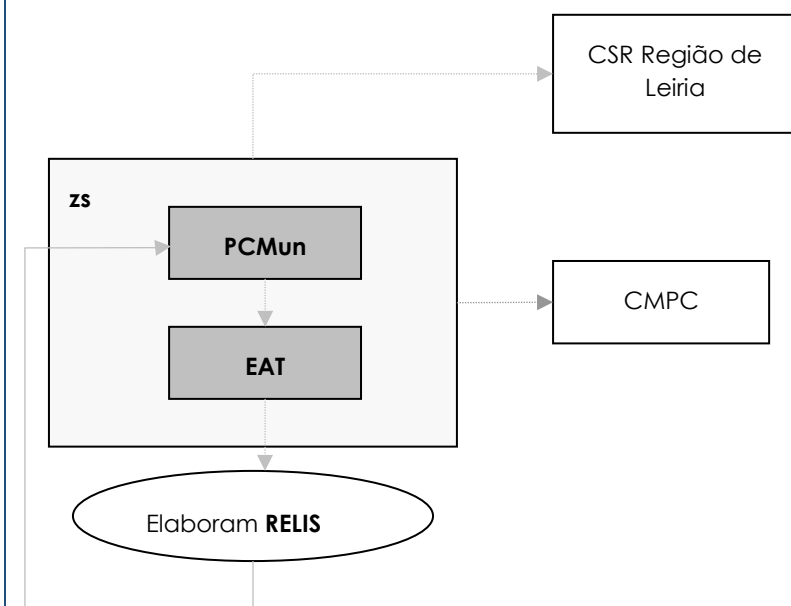 CSR Região de
Leiria
zs
PCMun
CMPC
EAT
Elaboram RELIS